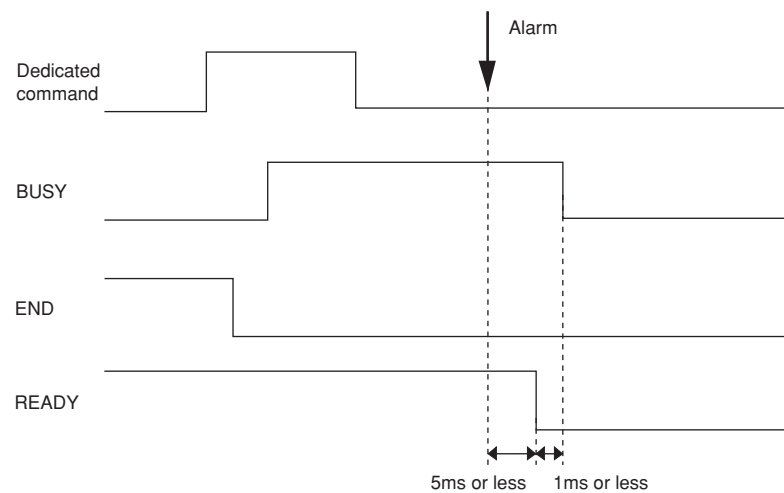 Alarm
Dedicated
command
BUSY
END
READY
5ms or less
1ms or less